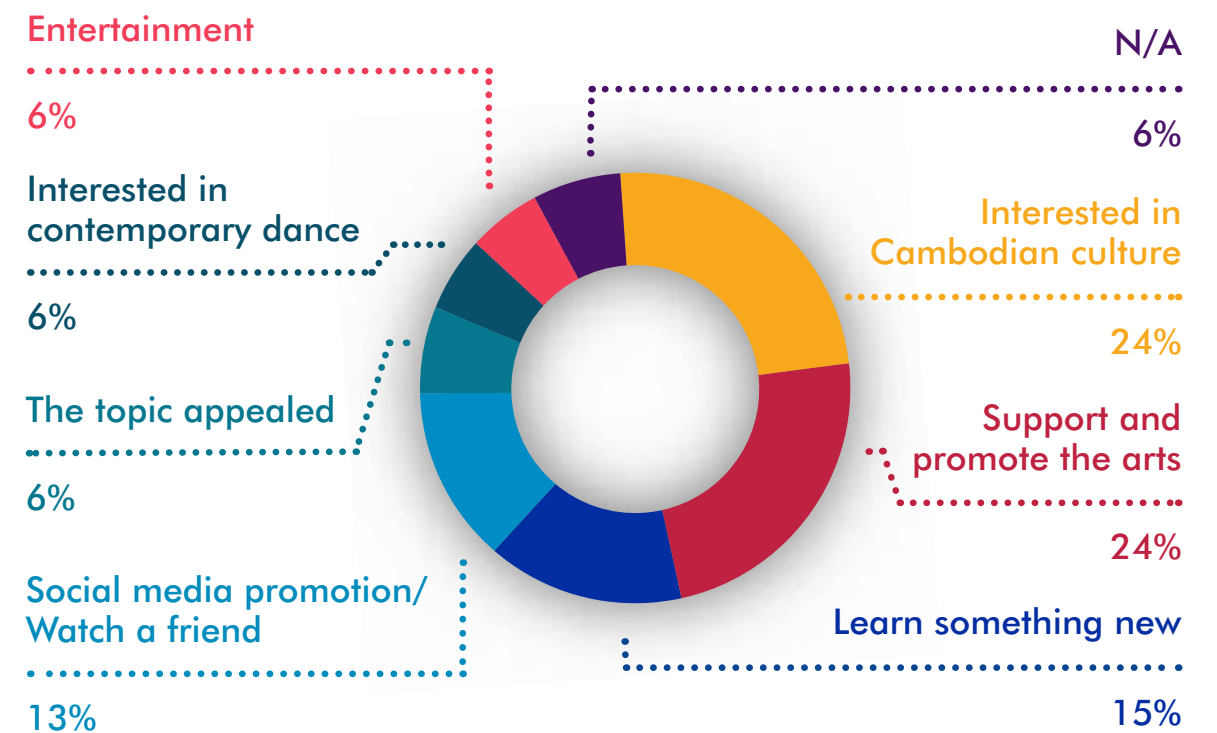 Entertainment
6%
Interested in
contemporary dance
6%
The topic appealed
6%
Social media promotion/
Watch a friend
13%
N/A
6%
Interested in
Cambodian culture
24%
Support and
promote the arts
24%
Learn something new
15%